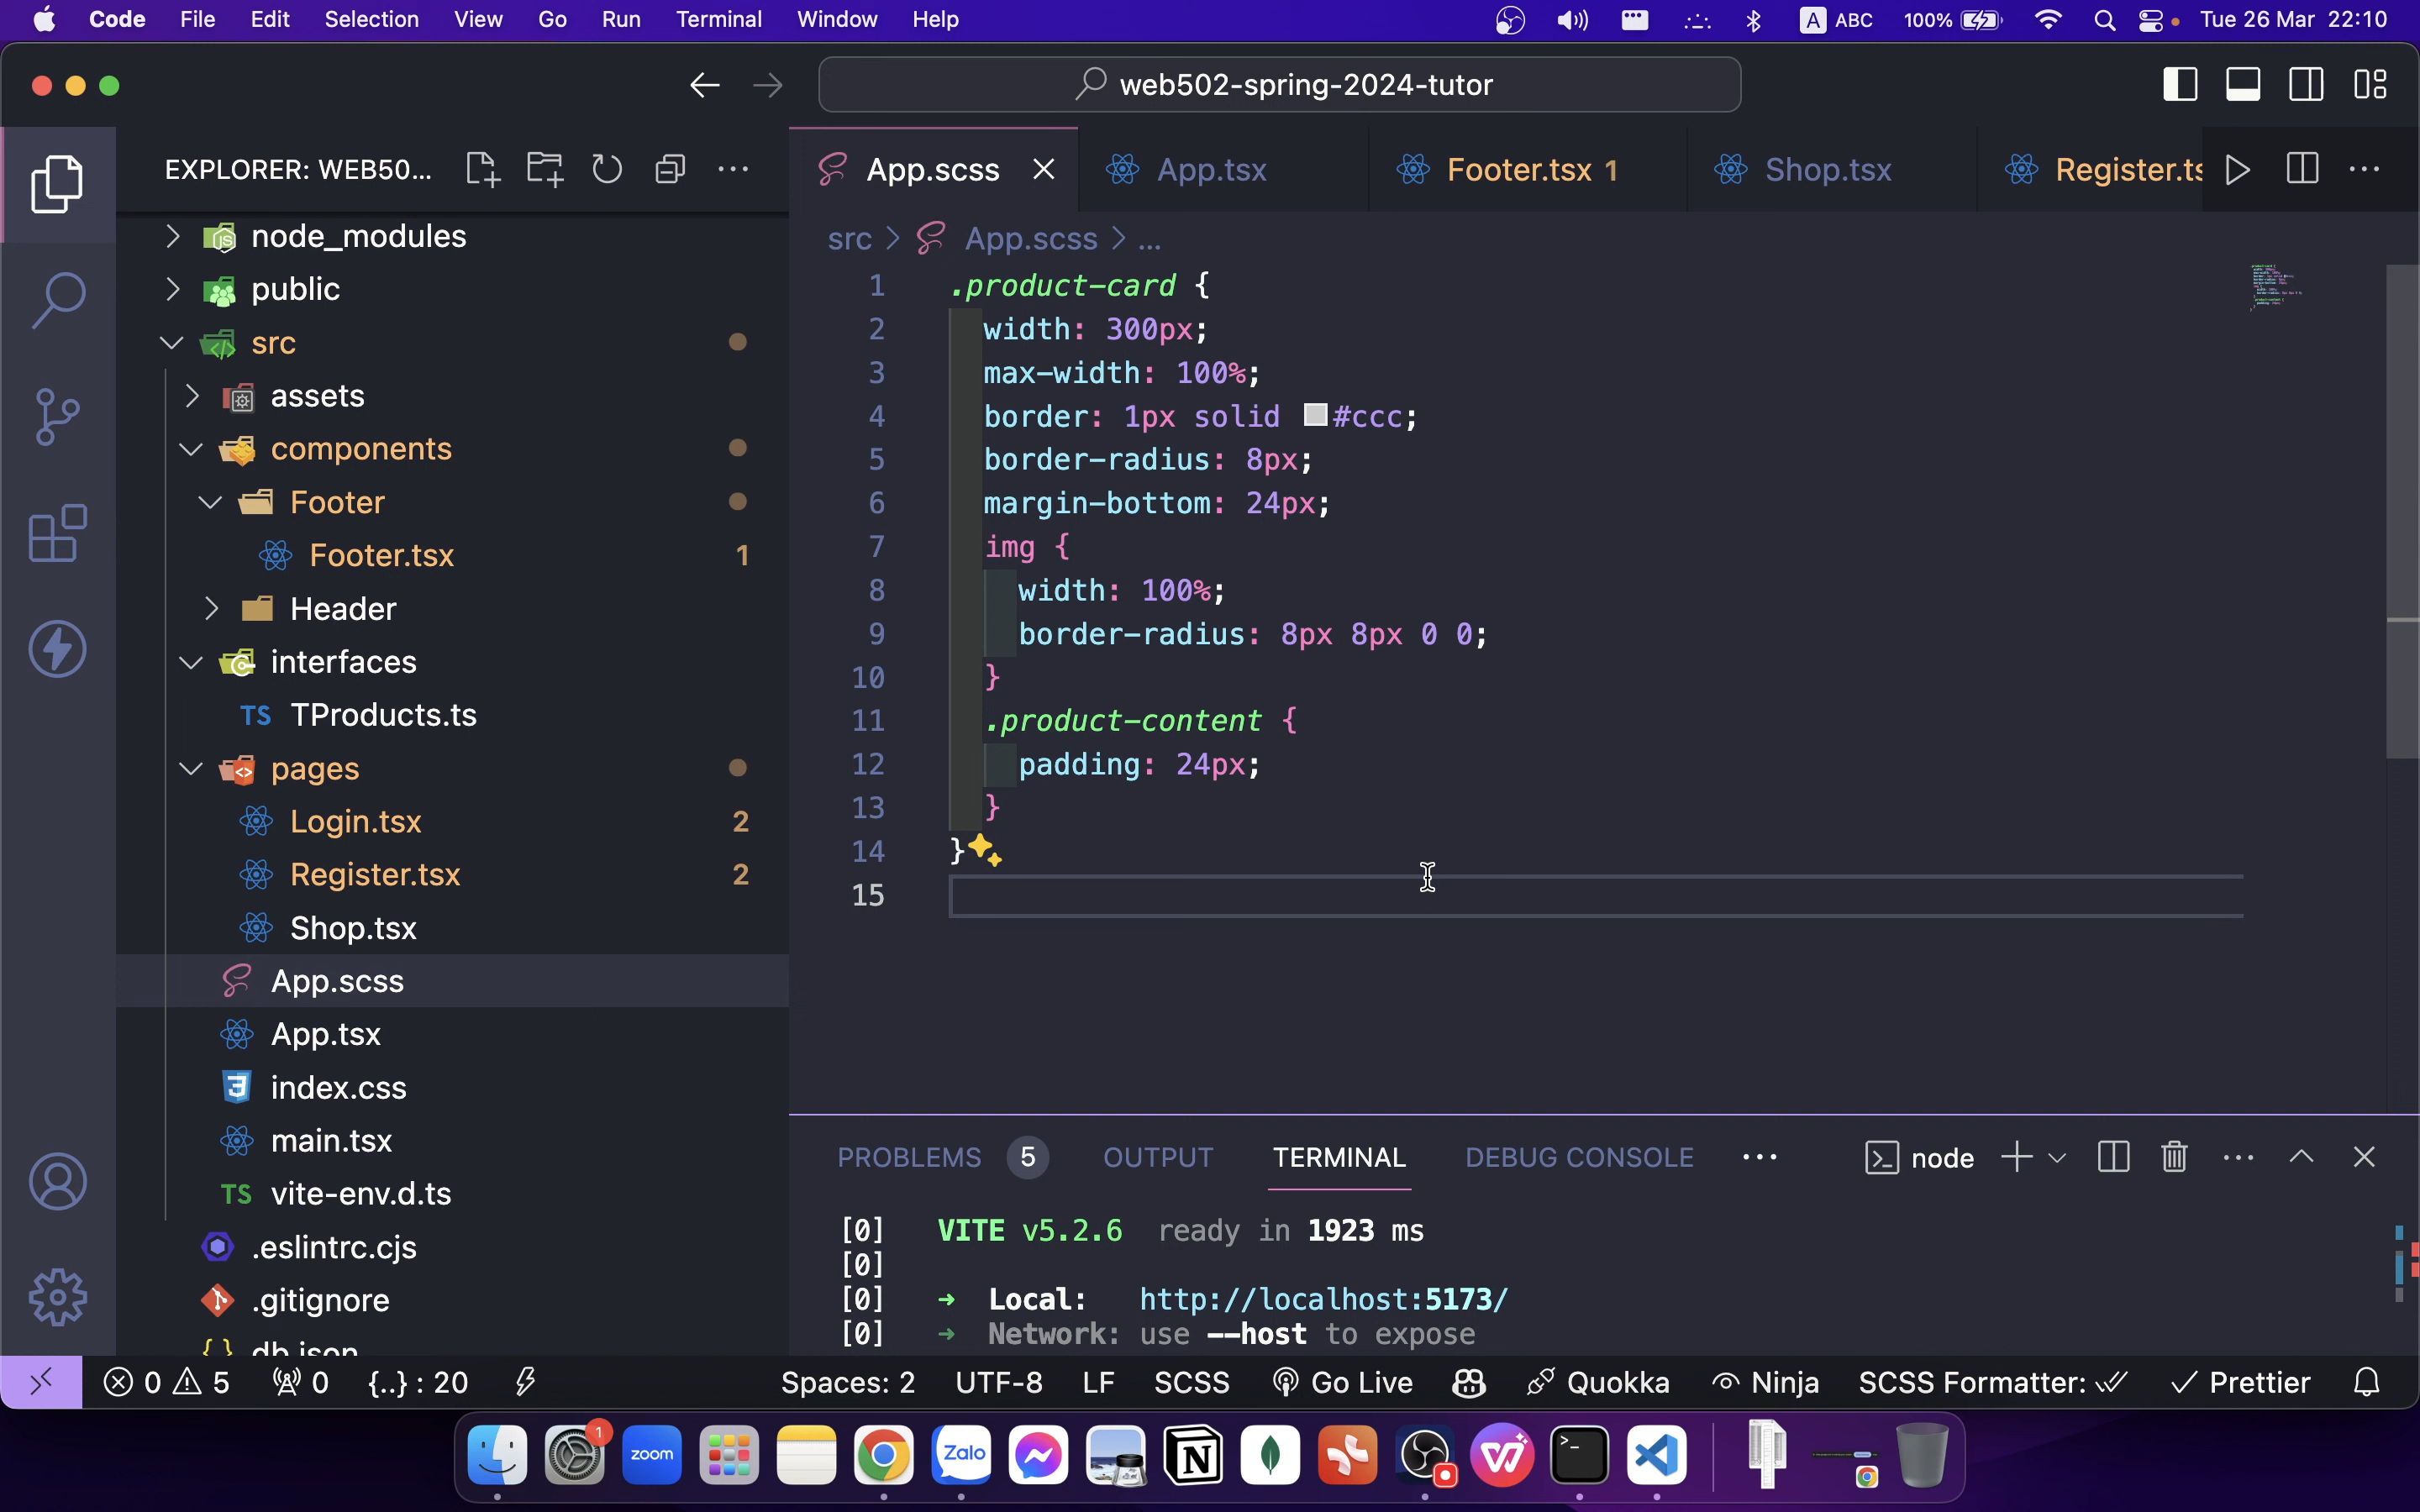 Code File Edit Selection View Go Run Terminal Window Help A ABC 100% Tue 26 Mar 22:10
web502-spring-2024-tutor
EXPLORER: WEB50...
node_modules
public
src
assets
components
Footer
Footer.tsx 1
Header
interfaces
TS TProducts.ts
pages
Login.tsx 2
Register.tsx 2
Shop.tsx
App.scss
App.tsx
index.css
main.tsx
TS vite-env.d.ts
.eslintrc.cjs
.gitignore
db.json
App.scss App.tsx Footer.tsx 1 Shop.tsx Register.ts
src > App.scss > ...
1 .product-card {
2 width: 300px;
3 max-width: 100%;
4 border: 1px solid #ccc;
5 border-radius: 8px;
6 margin-bottom: 24px;
7 img {
8 width: 100%;
9 border-radius: 8px 8px 0 0;
10 }
11 .product-content {
12 padding: 24px;
13 }
14 }
15
PROBLEMS 5 OUTPUT TERMINAL DEBUG CONSOLE ... node
[0] VITE v5.2.6 ready in 1923 ms
[0]
[0] ➜ Local: http://localhost:5173/
[0] ➜ Network: use --host to expose
0 5 0 {..} : 20 Spaces: 2 UTF-8 LF SCSS Go Live Quokka Ninja SCSS Formatter: Prettier
1 zoom Zalo